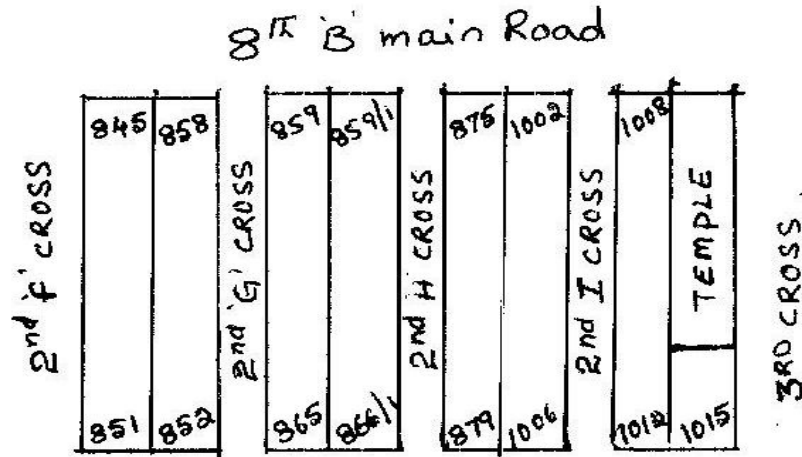 8TH 'B' main Road
845 858 859 859/1 875 1002 1008
2nd 'F' CROSS
2nd 'G' CROSS
2nd 'H' CROSS
2nd I CROSS
TEMPLE
3RD CROSS
851 852 865 866/1 879 1006 1012 1015